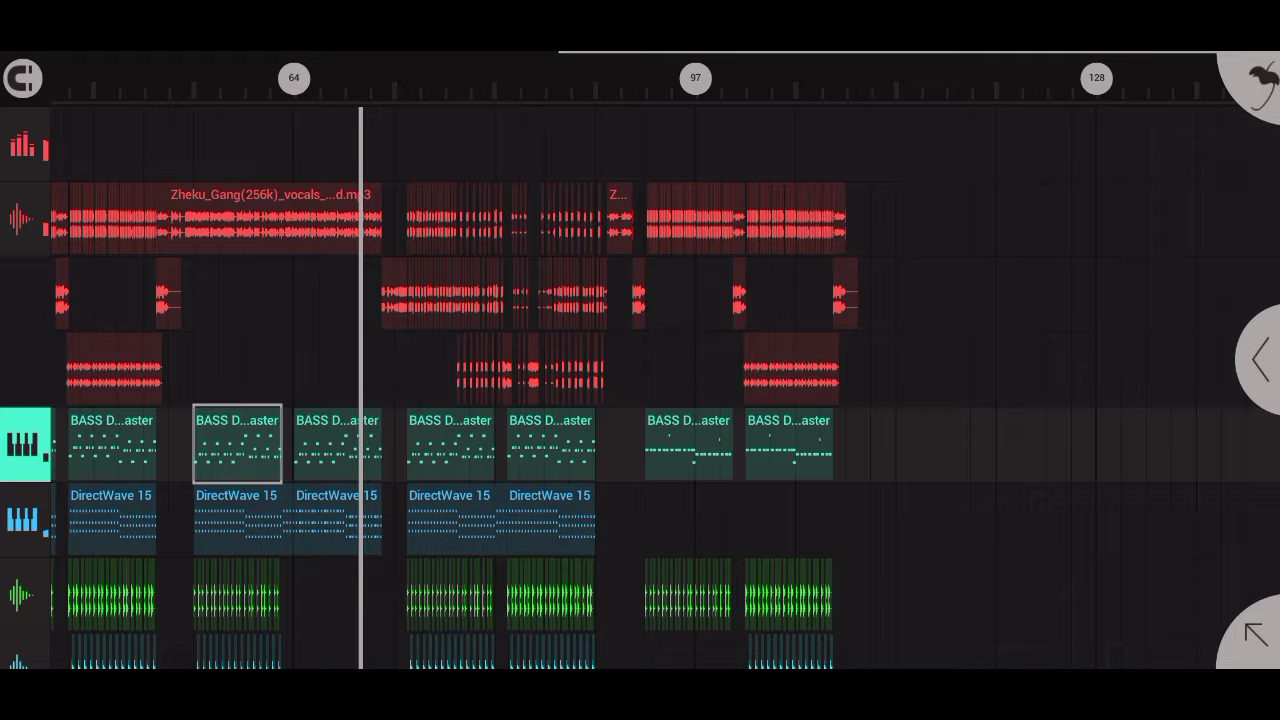 64
97
128
Zheku_Gang(256k)_vocals_...d.mp3
Z...
BASS D...aster
BASS D...aster
BASS D...aster
BASS D...aster
BASS D...aster
BASS D...aster
BASS D...aster
DirectWave 15
DirectWave 15
DirectWave 15
DirectWave 15
DirectWave 15